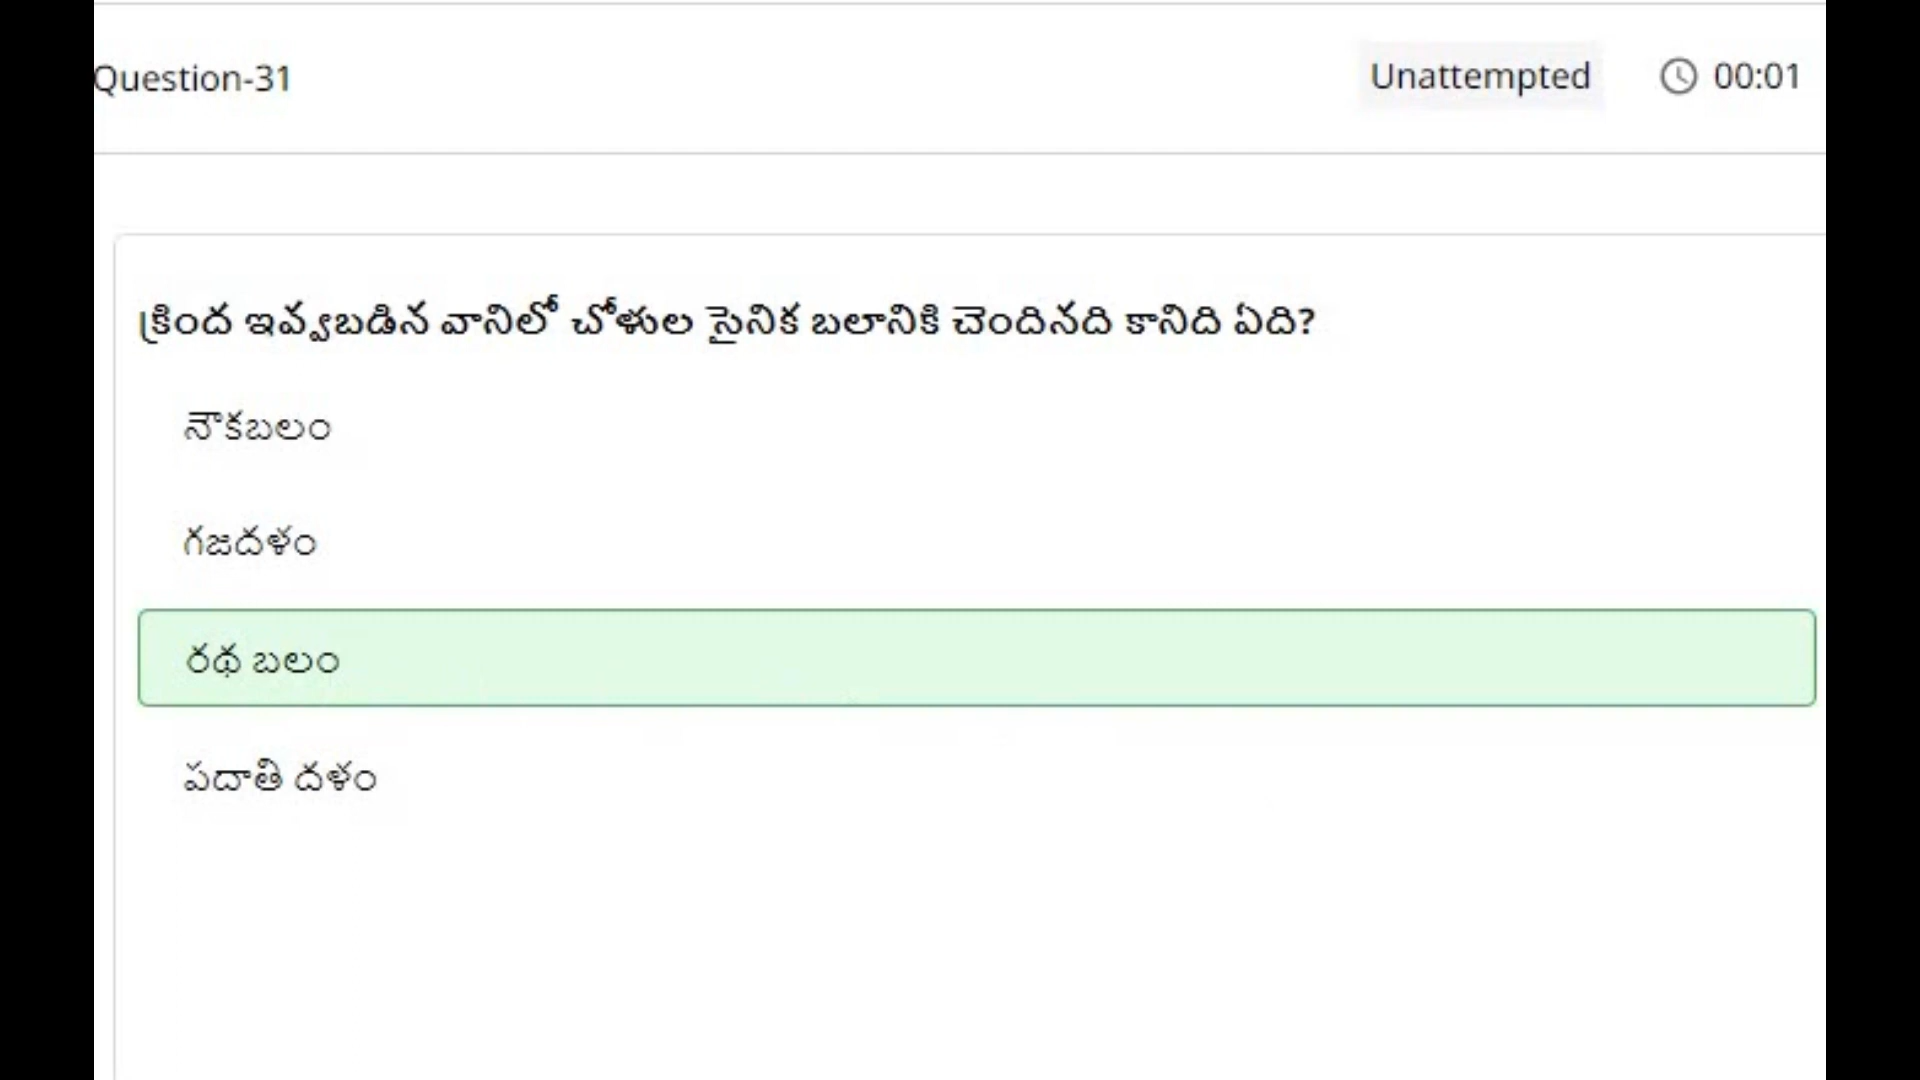 Question-31
Unattempted
00:01
క్రింద ఇవ్వబడిన వానిలో చోళుల సైనిక బలానికి చెందినది కానిది ఏది?
నౌకబలం
గజదళం
రథ బలం
పదాతి దళం